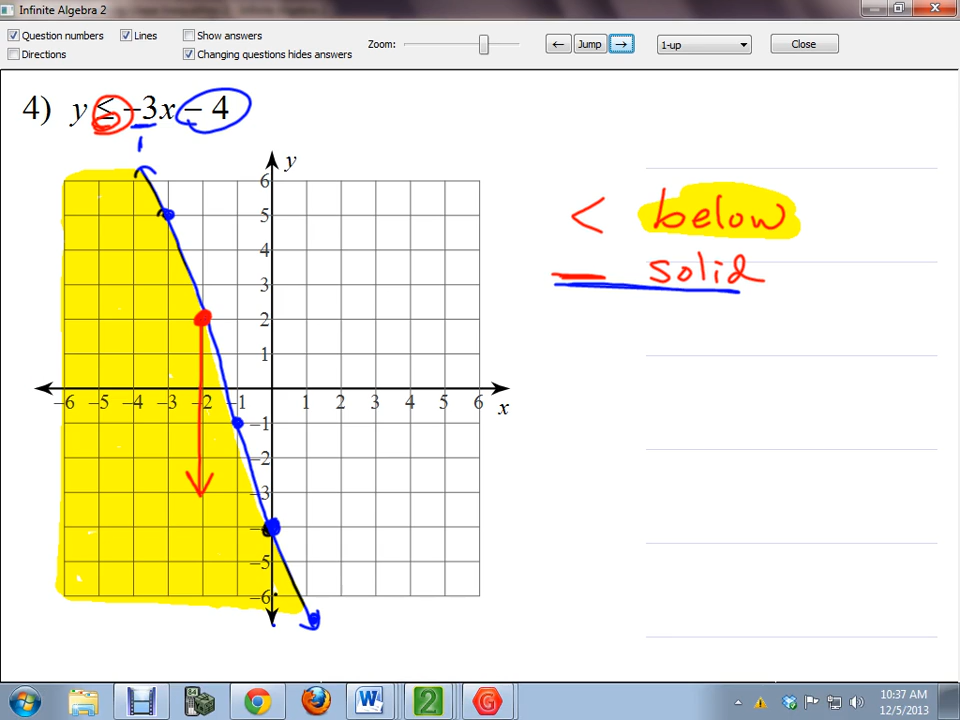 Infinite Algebra 2
Question numbers
Lines
Show answers
Directions
Changing questions hides answers
Zoom:
←
Jump
→
1-up
Close
4) y ≤ −3x − 4
1
y
6
5
4
3
2
1
−6 −5 −4 −3 −2 −1 1 2 3 4 5 6 x
−1
−2
−3
−5
−6
< below
— solid
W
2
G
10:37 AM
12/5/2013